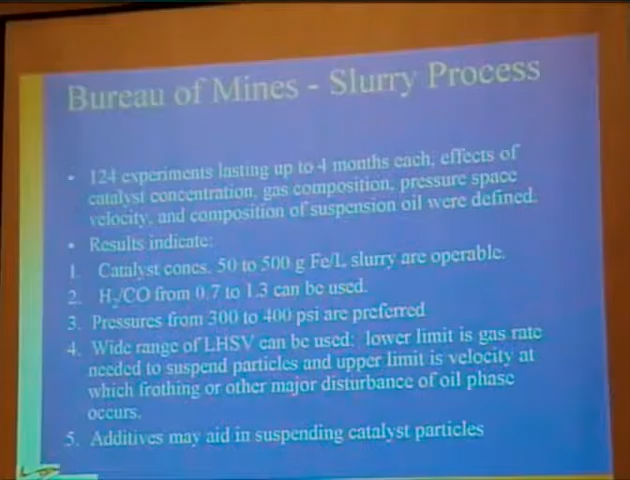 Bureau of Mines - Slurry Process
• 124 experiments lasting up to 4 months each, effects of
catalyst concentration, gas composition, pressure space
velocity, and composition of suspension oil were defined.
• Results indicate:
1. Catalyst concs. 50 to 500 g Fe/L slurry are operable.
2. H₂/CO from 0.7 to 1.3 can be used.
3. Pressures from 300 to 400 psi are preferred
4. Wide range of LHSV can be used: lower limit is gas rate
needed to suspend particles and upper limit is velocity at
which frothing or other major disturbance of oil phase
occurs.
5. Additives may aid in suspending catalyst particles